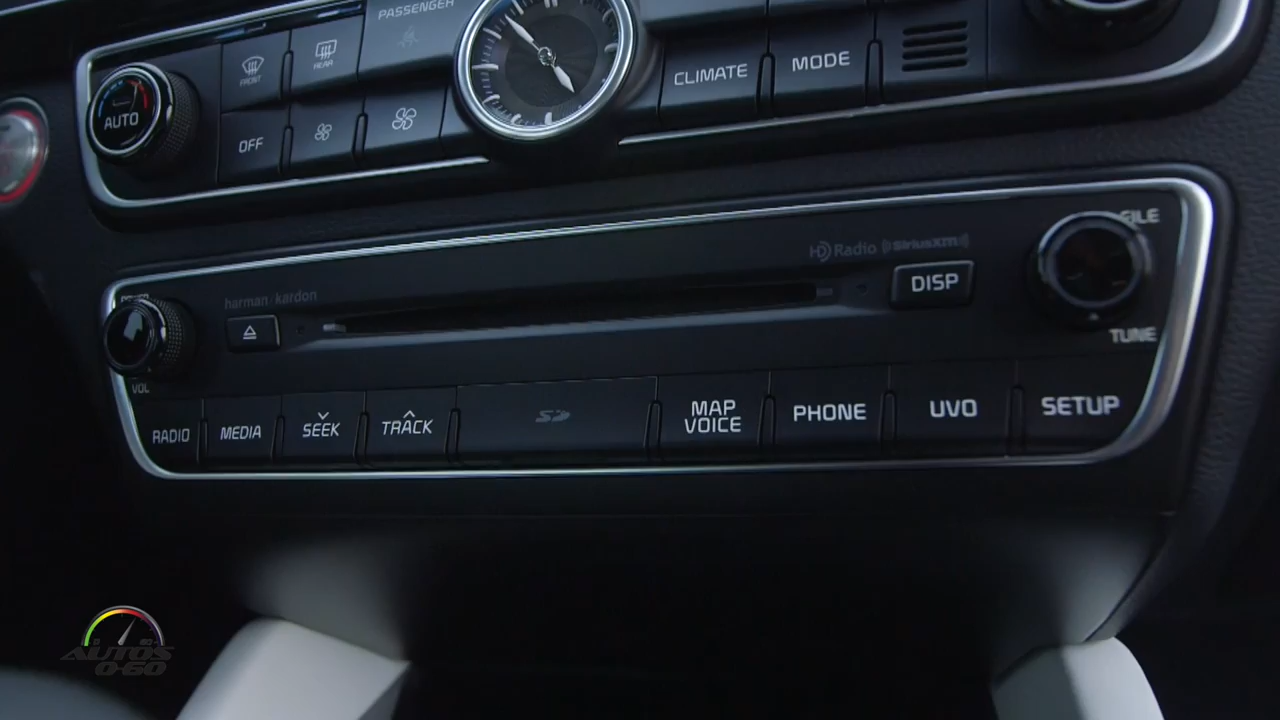 PASSENGER
FRONT
REAR
CLIMATE
MODE
AUTO
OFF
FILE
HD Radio
SiriusXM
DISP
harman/kardon
VOL
TUNE
RADIO
MEDIA
SEEK
TRACK
SD
MAP
VOICE
PHONE
UVO
SETUP
AUTOS
0-60